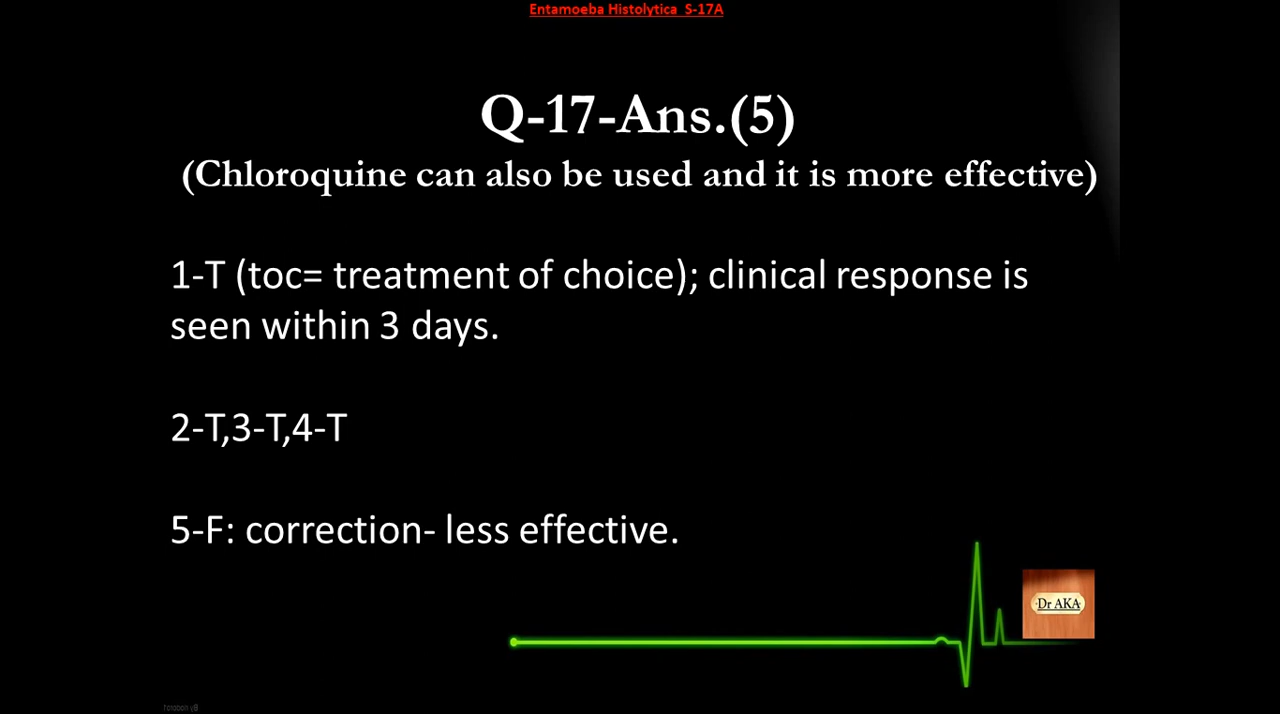 Entamoeba Histolytica S-17A
Q-17-Ans.(5)
(Chloroquine can also be used and it is more effective)
1-T (toc= treatment of choice); clinical response is
seen within 3 days.
2-T,3-T,4-T
5-F: correction- less effective.
Dr AKA